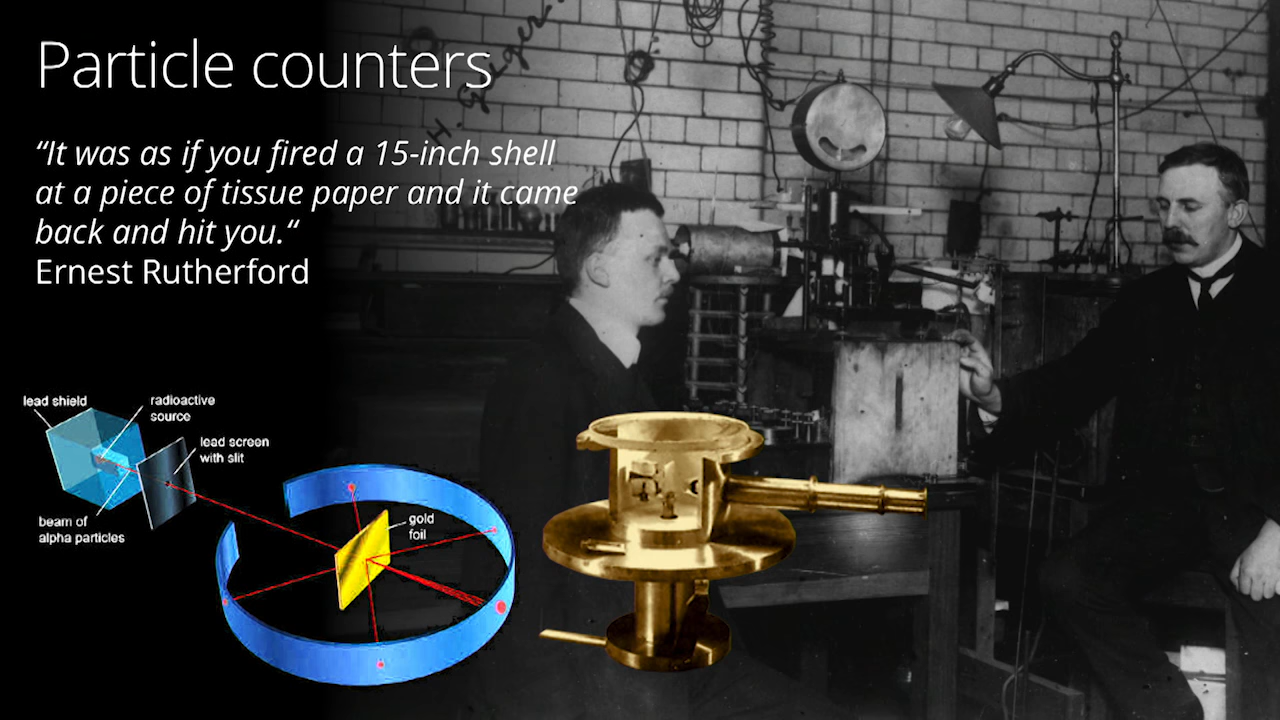 Particle counters
H. Geiger.
“It was as if you fired a 15-inch shell
at a piece of tissue paper and it came
back and hit you.“
Ernest Rutherford
lead shield
radioactive
source
lead screen
with slit
beam of
alpha particles
gold
foil